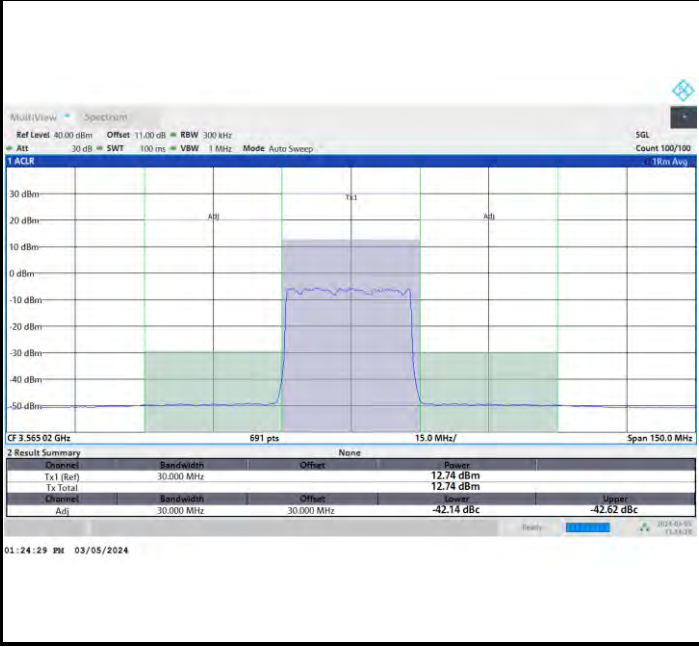 MultiView Spectrum
Ref Level 40.00 dBm Offset 11.00 dB RBW 300 kHz SGL
Att 30 dB SWT 100 ms VBW 1 MHz Mode Auto Sweep Count 100/100
1 ACLR 1Rm Avg
30 dBm
Tx1
20 dBm Adj Adj
10 dBm
0 dBm
-10 dBm
-20 dBm
-30 dBm
-40 dBm
-50 dBm
CF 3.565 02 GHz 691 pts 15.0 MHz/ Span 150.0 MHz
2 Result Summary None
Channel Bandwidth Offset Power
Tx1 (Ref) 30.000 MHz 12.74 dBm
Tx Total 12.74 dBm
Channel Bandwidth Offset Lower Upper
Adj 30.000 MHz 30.000 MHz -42.14 dBc -42.62 dBc
Ready 2024-03-05
01:24:29 PM 03/05/2024